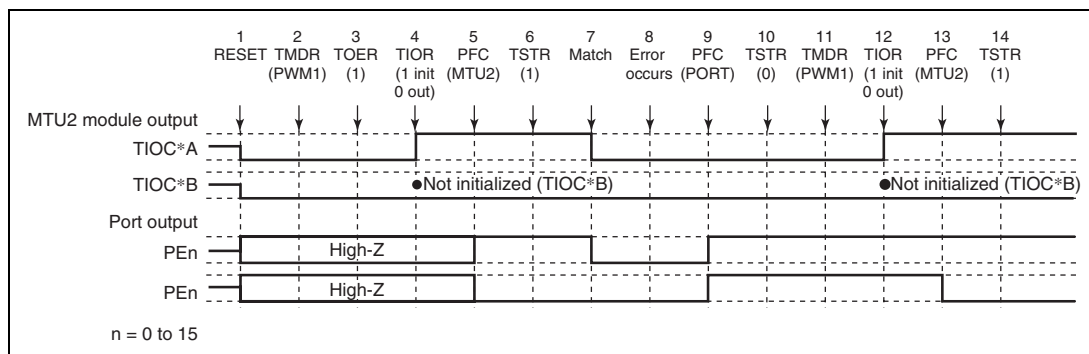 1 2 3 4 5 6 7 8 9 10 11 12 13 14
RESET TMDR TOER TIOR PFC TSTR Match Error PFC TSTR TMDR TIOR PFC TSTR
(PWM1) (1) (1 init (MTU2) (1) occurs (PORT) (0) (PWM1) (1 init (MTU2) (1)
0 out) 0 out)
MTU2 module output
TIOC*A
TIOC*B ●Not initialized (TIOC*B) ●Not initialized (TIOC*B)
Port output
PEn High-Z
PEn High-Z
n = 0 to 15